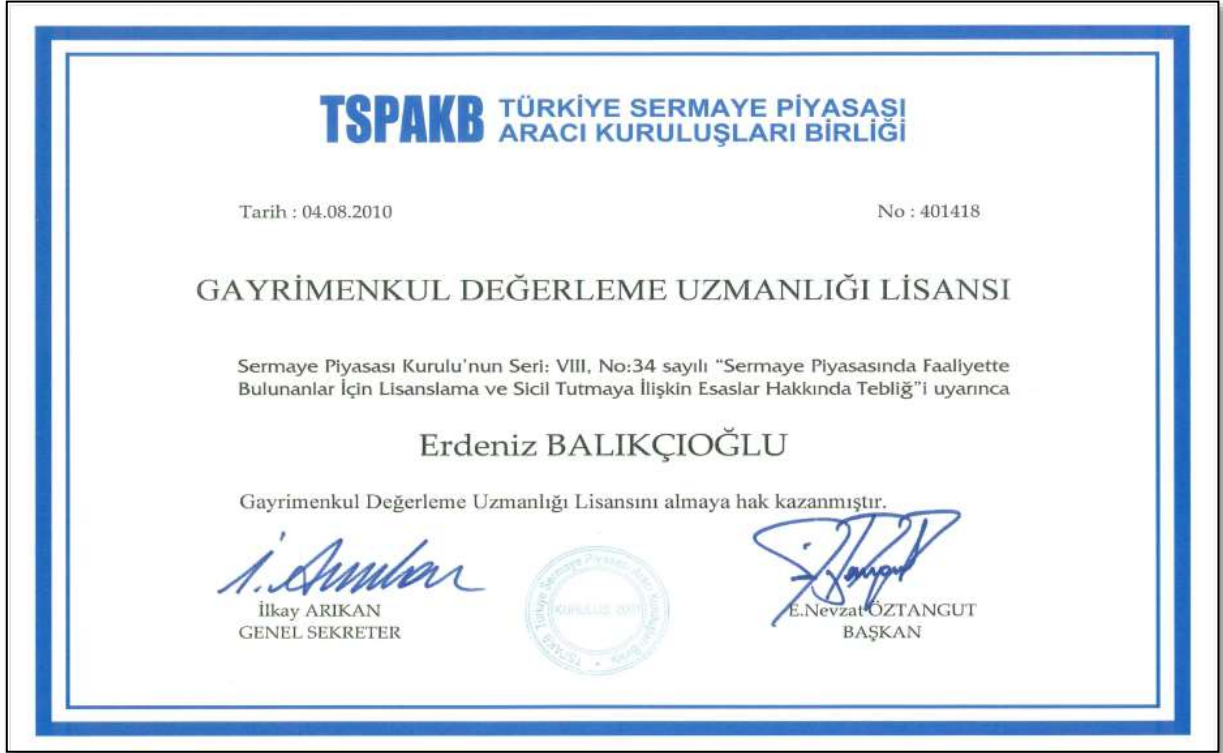 TSPAKB TÜRKİYE SERMAYE PİYASASI
ARACI KURULUŞLARI BİRLİĞİ
Tarih : 04.08.2010 No : 401418
GAYRİMENKUL DEĞERLEME UZMANLIĞI LİSANSI
Sermaye Piyasası Kurulu'nun Seri: VIII, No:34 sayılı "Sermaye Piyasasında Faaliyette
Bulunanlar İçin Lisanslama ve Sicil Tutmaya İlişkin Esaslar Hakkında Tebliğ"i uyarınca
Erdeniz BALIKÇIOĞLU
Gayrimenkul Değerleme Uzmanlığı Lisansını almaya hak kazanmıştır.
İlkay ARIKAN
GENEL SEKRETER
E.Nevzat ÖZTANGUT
BAŞKAN